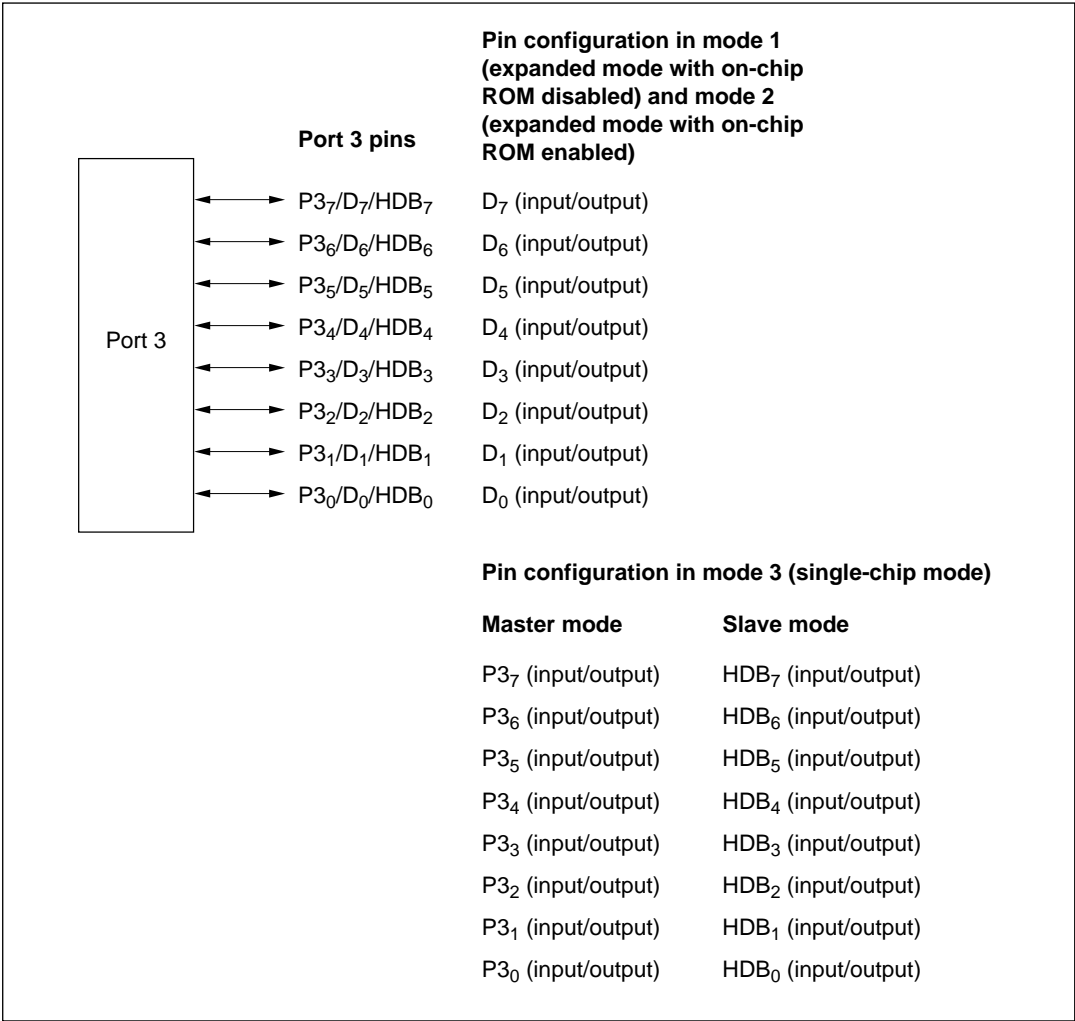 Pin configuration in mode 1
(expanded mode with on-chip
ROM disabled) and mode 2
(expanded mode with on-chip
ROM enabled)
Port 3 pins
Port 3
P3₇/D₇/HDB₇ D₇ (input/output)
P3₆/D₆/HDB₆ D₆ (input/output)
P3₅/D₅/HDB₅ D₅ (input/output)
P3₄/D₄/HDB₄ D₄ (input/output)
P3₃/D₃/HDB₃ D₃ (input/output)
P3₂/D₂/HDB₂ D₂ (input/output)
P3₁/D₁/HDB₁ D₁ (input/output)
P3₀/D₀/HDB₀ D₀ (input/output)
Pin configuration in mode 3 (single-chip mode)
Master mode Slave mode
P3₇ (input/output) HDB₇ (input/output)
P3₆ (input/output) HDB₆ (input/output)
P3₅ (input/output) HDB₅ (input/output)
P3₄ (input/output) HDB₄ (input/output)
P3₃ (input/output) HDB₃ (input/output)
P3₂ (input/output) HDB₂ (input/output)
P3₁ (input/output) HDB₁ (input/output)
P3₀ (input/output) HDB₀ (input/output)